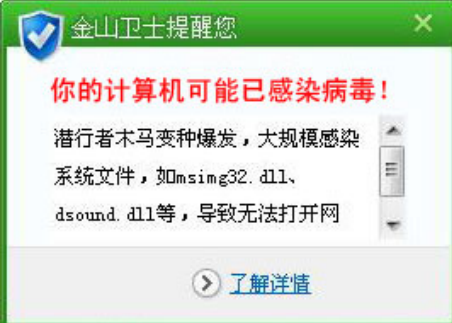 金山卫士提醒您
你的计算机可能已感染病毒！
潜行者木马变种爆发，大规模感染
系统文件，如msimg32.dll、
dsound.dll等，导致无法打开网
了解详情